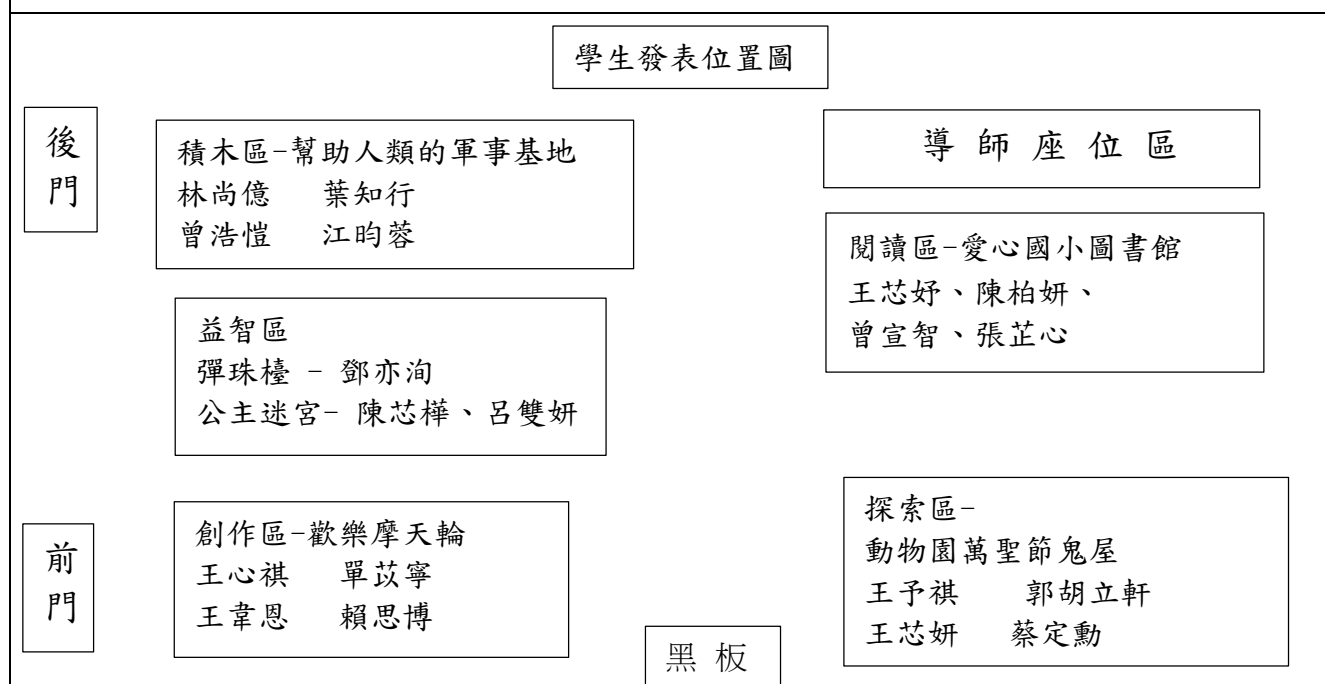 學生發表位置圖
後
門
積木區-幫助人類的軍事基地
林尚億 葉知行
曾浩愷 江昀蓉
導 師 座 位 區
閱讀區-愛心國小圖書館
王芯妤、陳柏妍、
曾宣智、張芷心
益智區
彈珠檯 - 鄧亦洵
公主迷宮- 陳芯樺、呂雙妍
前
門
創作區-歡樂摩天輪
王心祺 單苡寧
王韋恩 賴思博
探索區-
動物園萬聖節鬼屋
王予祺 郭胡立軒
王芯妍 蔡定勳
黑 板